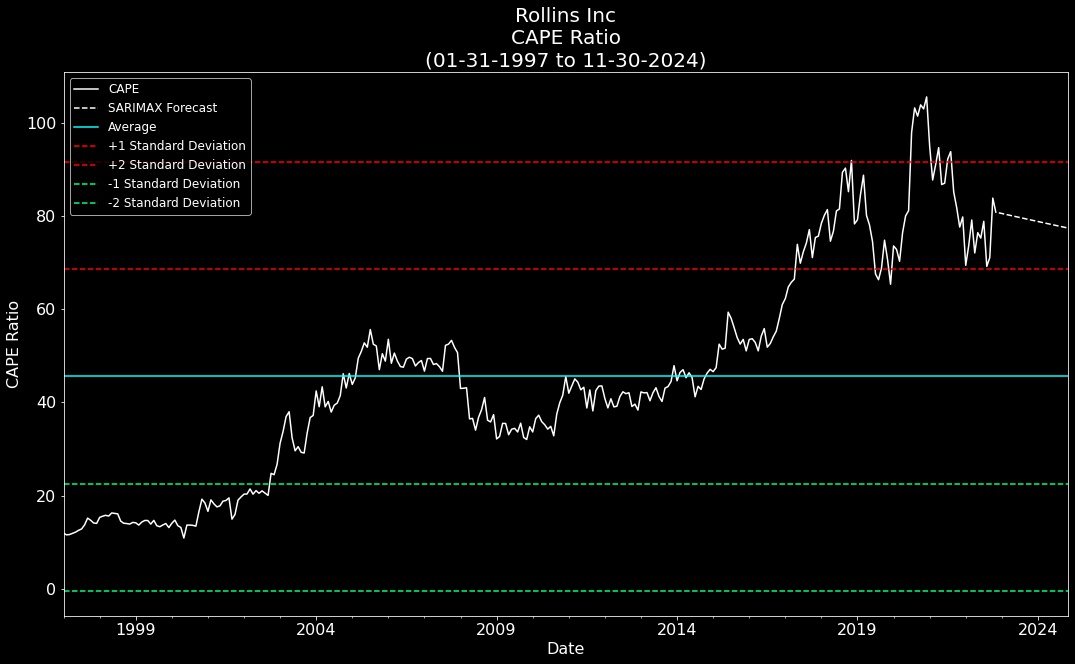 Rollins Inc
CAPE Ratio
(01-31-1997 to 11-30-2024)
CAPE
SARIMAX Forecast
Average
+1 Standard Deviation
+2 Standard Deviation
-1 Standard Deviation
-2 Standard Deviation
CAPE Ratio
100
80
60
40
20
0
1999
2004
2009
2014
2019
2024
Date